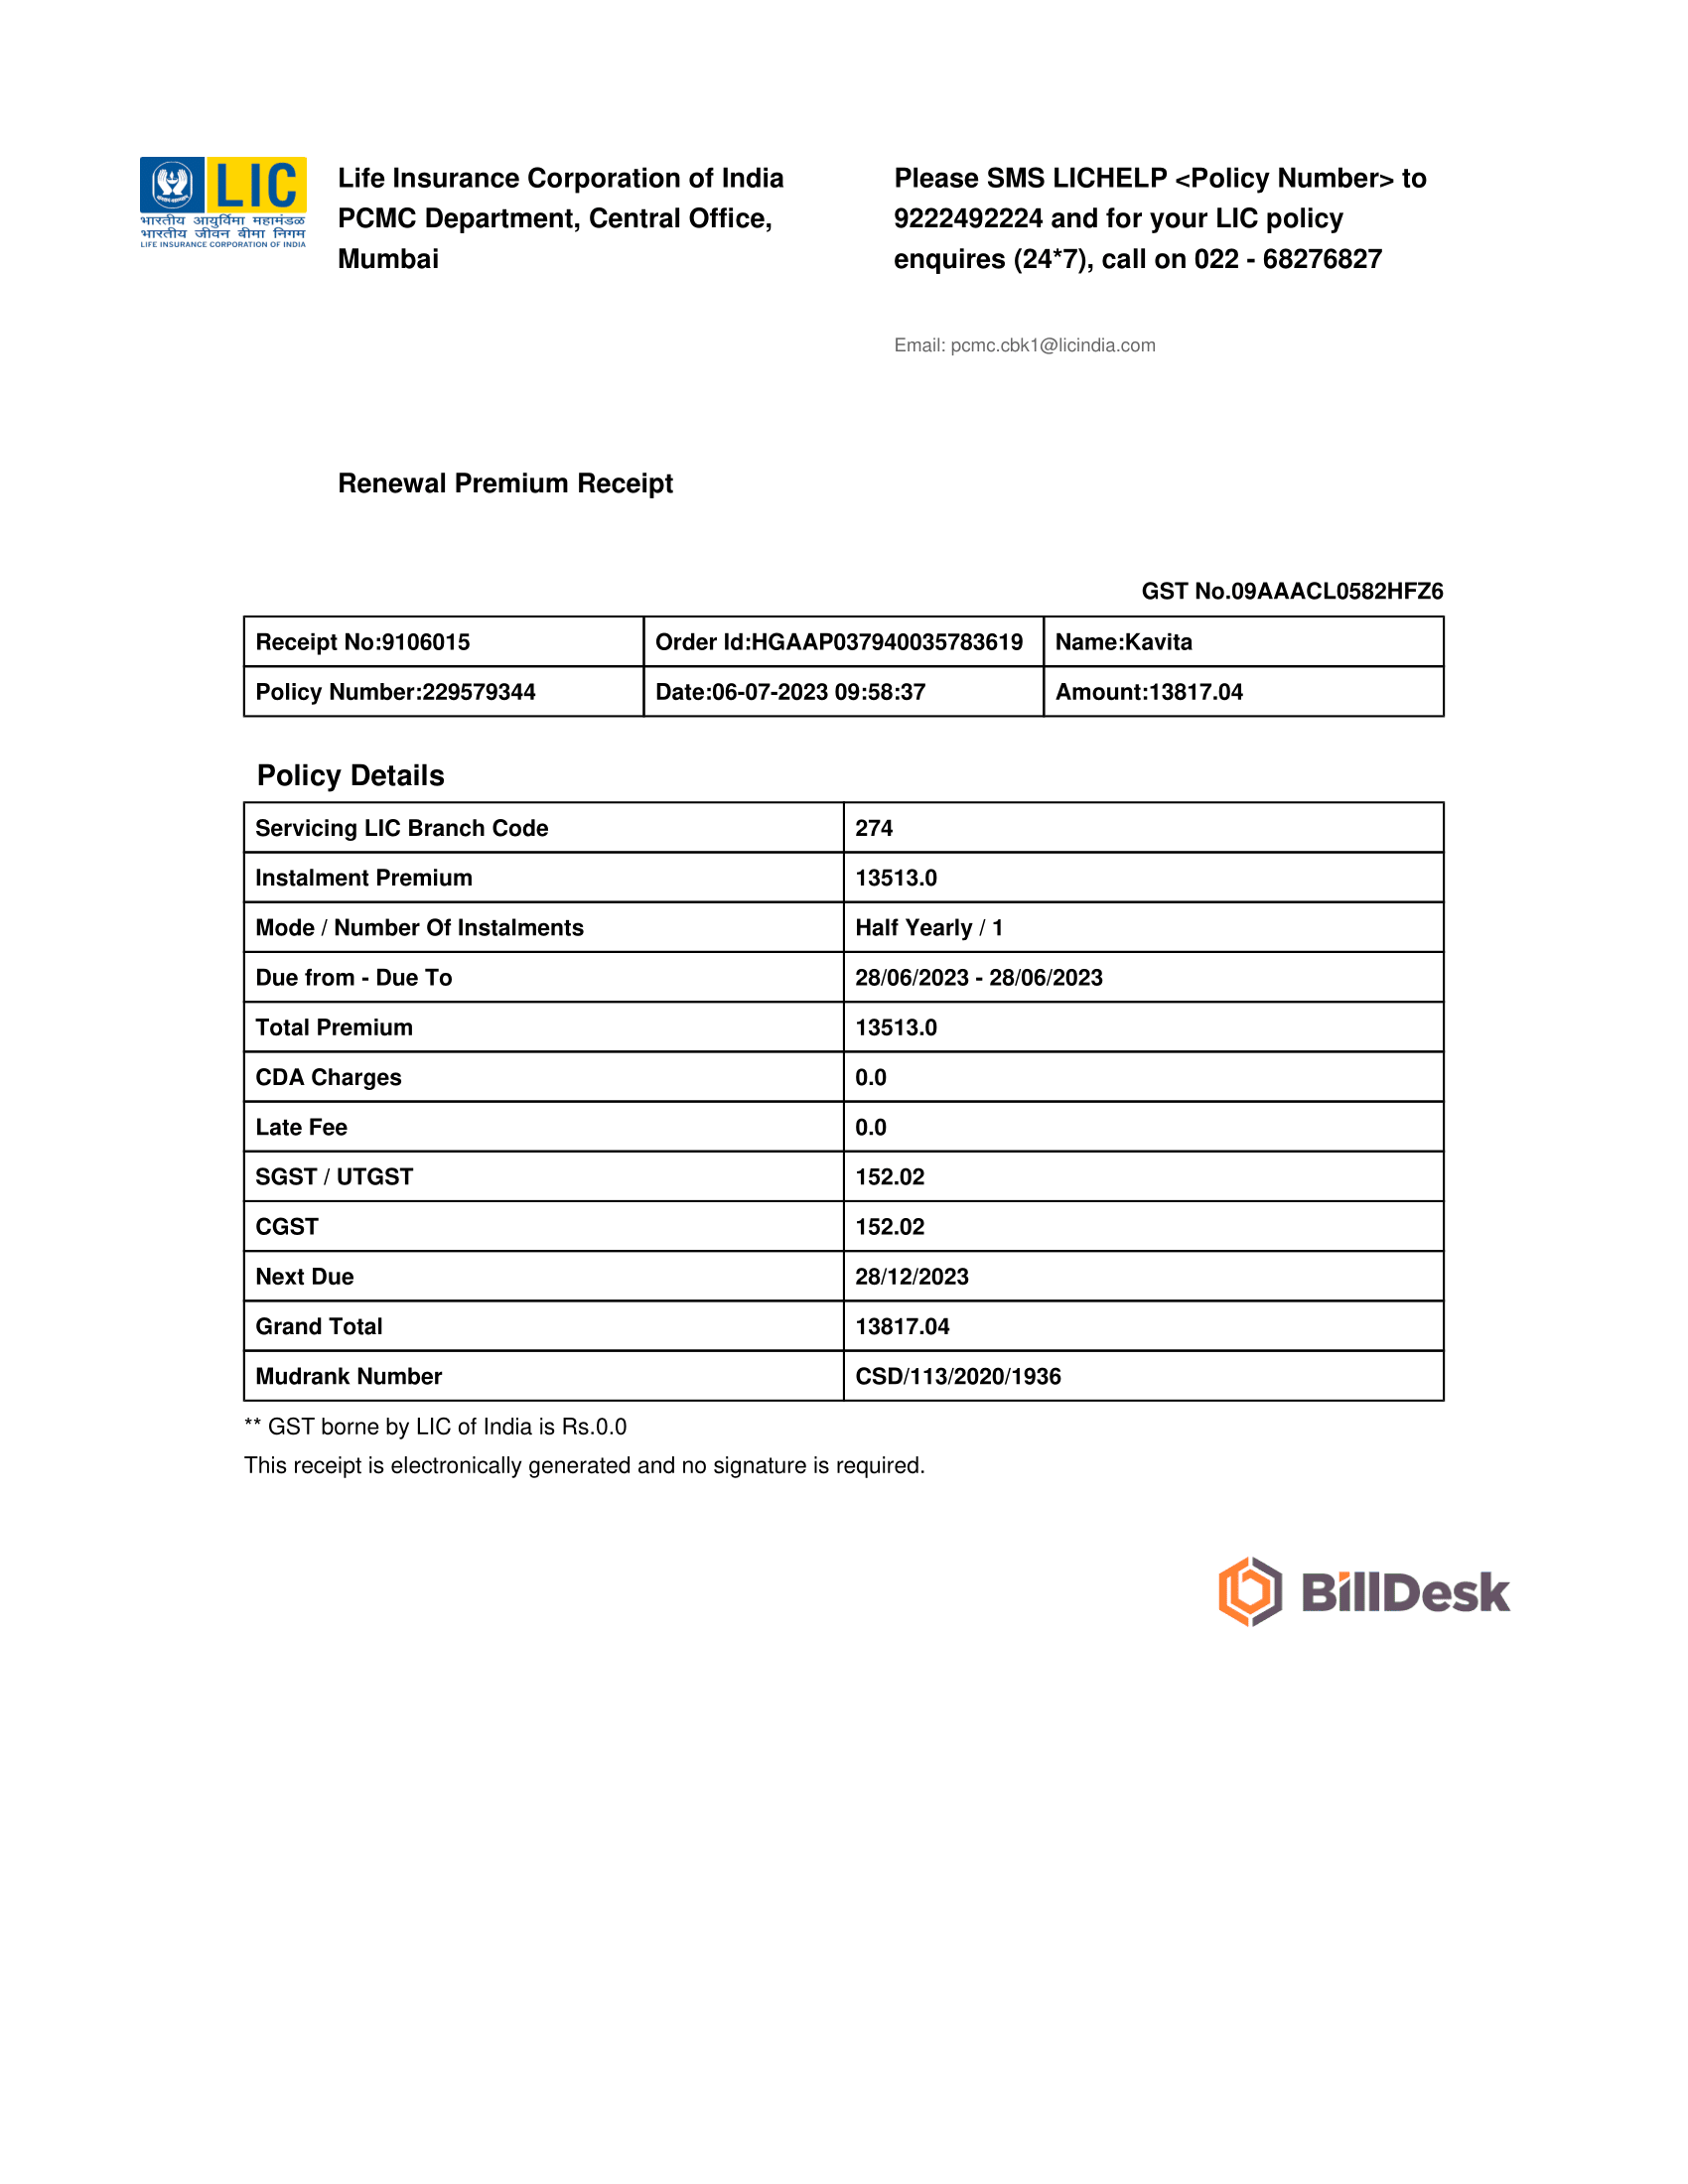 LIC
भारतीय आयुर्विमा महामंडळ
भारतीय जीवन बीमा निगम
LIFE INSURANCE CORPORATION OF INDIA
Life Insurance Corporation of India
PCMC Department, Central Office,
Mumbai
Please SMS LICHELP <Policy Number> to
9222492224 and for your LIC policy
enquires (24*7), call on 022 - 68276827
Email: pcmc.cbk1@licindia.com
Renewal Premium Receipt
GST No.09AAACL0582HFZ6
Receipt No:9106015 Order Id:HGAAP037940035783619 Name:Kavita
Policy Number:229579344 Date:06-07-2023 09:58:37 Amount:13817.04
Policy Details
Servicing LIC Branch Code 274
Instalment Premium 13513.0
Mode / Number Of Instalments Half Yearly / 1
Due from - Due To 28/06/2023 - 28/06/2023
Total Premium 13513.0
CDA Charges 0.0
Late Fee 0.0
SGST / UTGST 152.02
CGST 152.02
Next Due 28/12/2023
Grand Total 13817.04
Mudrank Number CSD/113/2020/1936
** GST borne by LIC of India is Rs.0.0
This receipt is electronically generated and no signature is required.
BillDesk